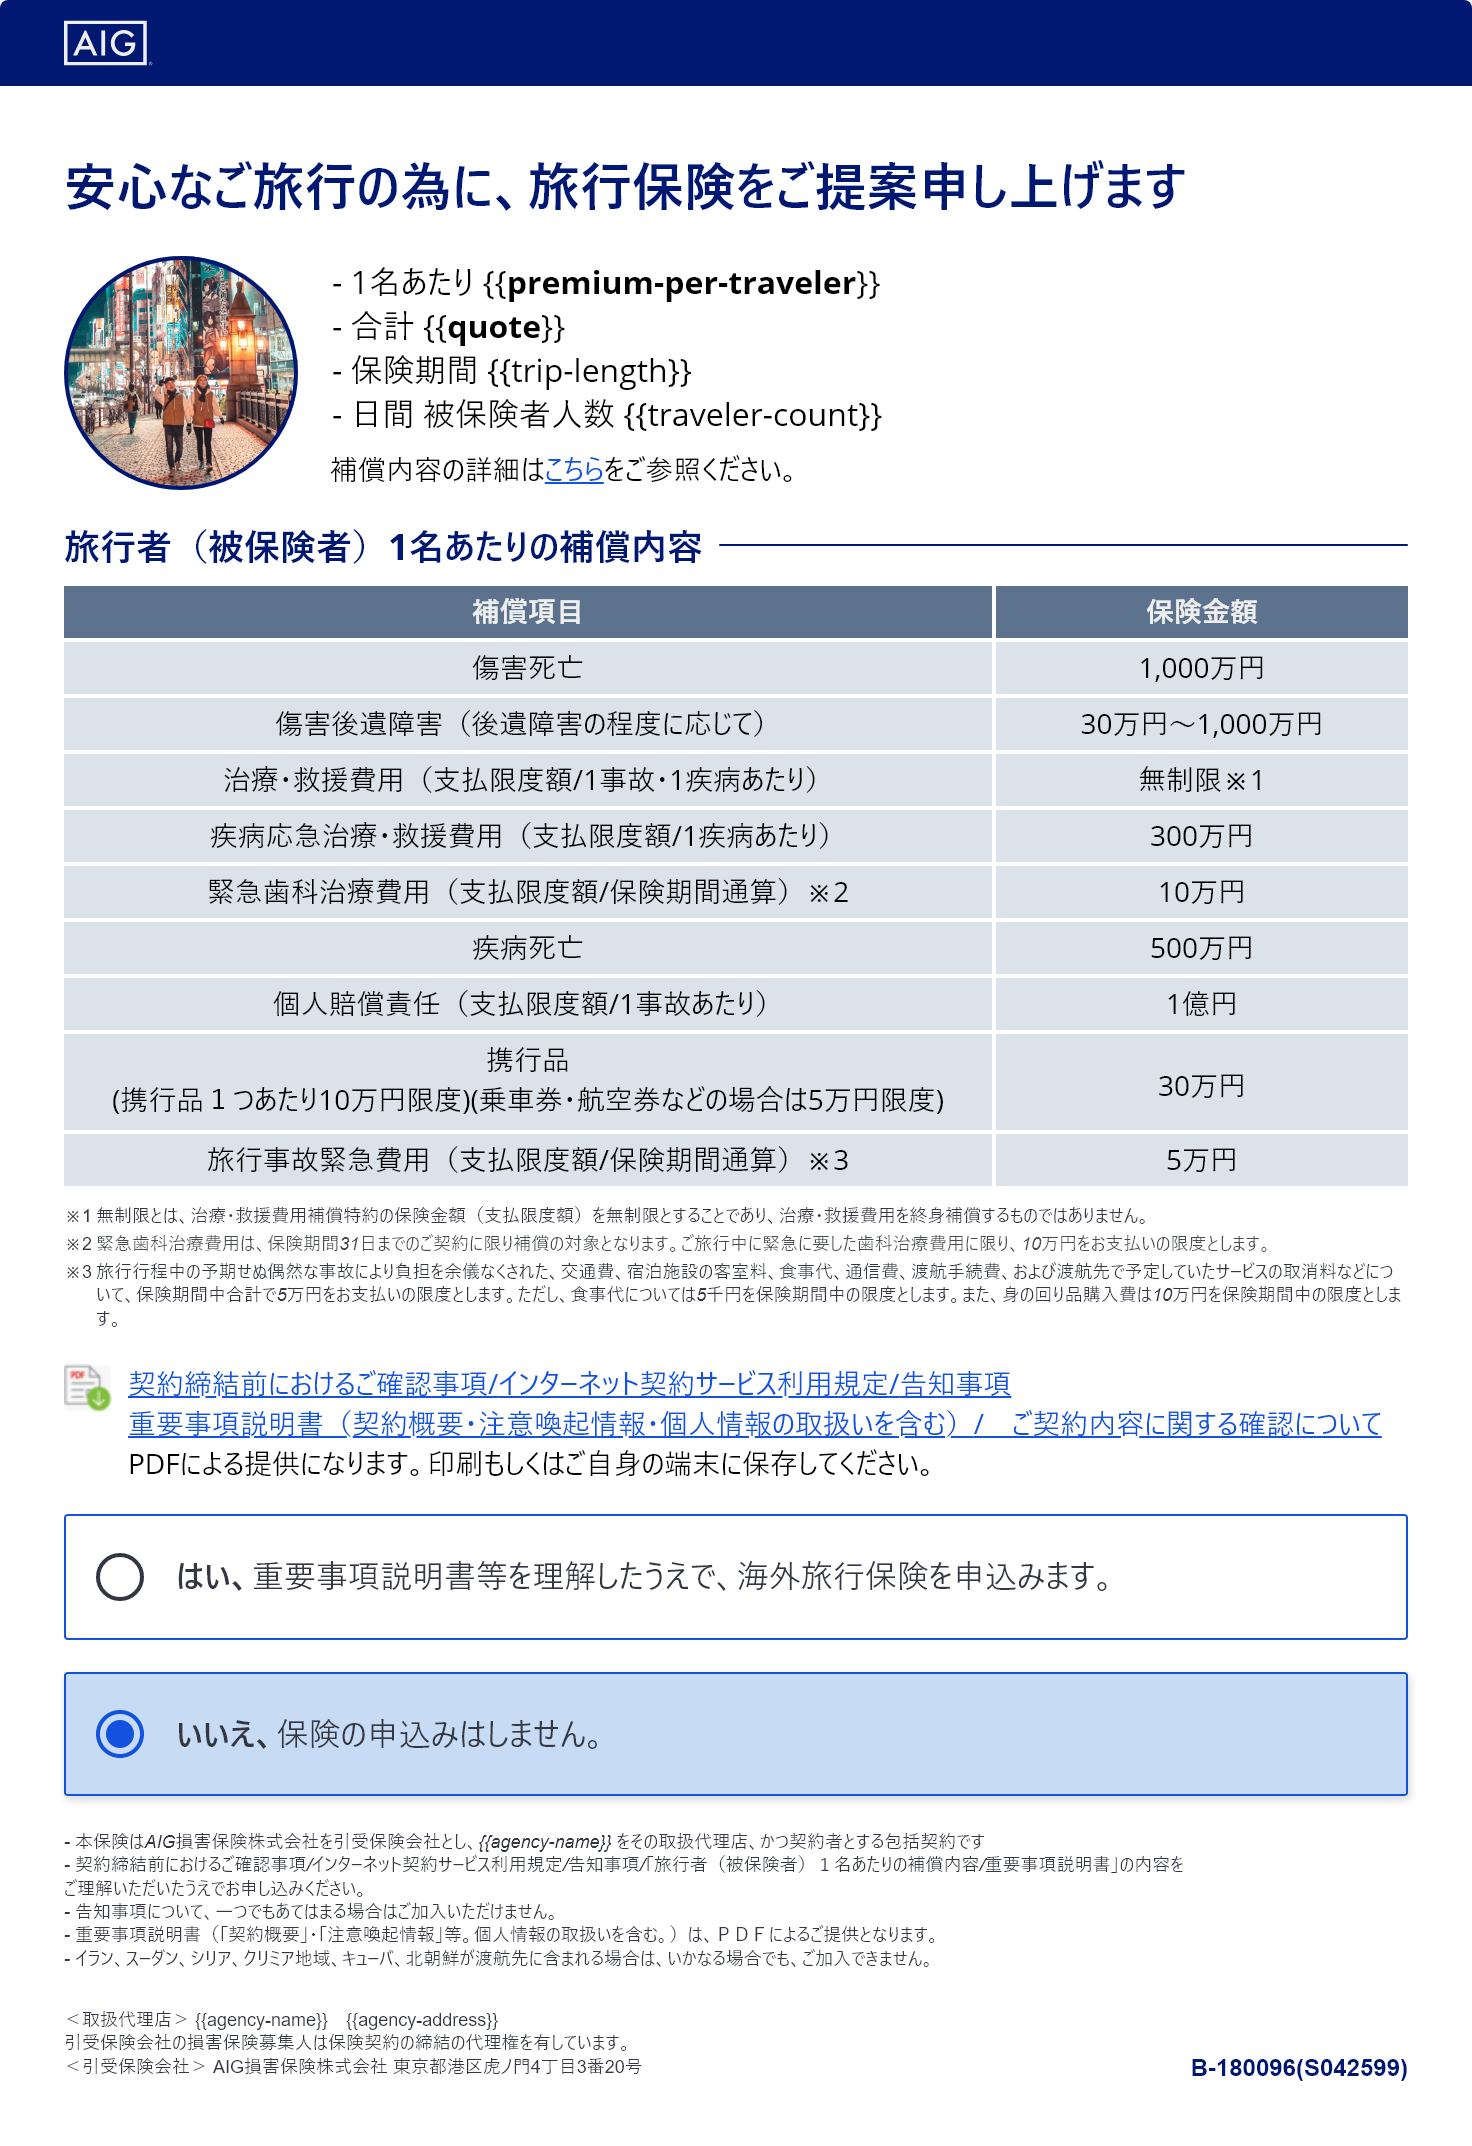 AIG
安心なご旅行の為に、旅行保険をご提案申し上げます
- 1名あたり {{premium-per-traveler}}
- 合計 {{quote}}
- 保険期間 {{trip-length}}
- 日間 被保険者人数 {{traveler-count}}
補償内容の詳細はこちらをご参照ください。
旅行者（被保険者）1名あたりの補償内容
補償項目 保険金額
傷害死亡 1,000万円
傷害後遺障害（後遺障害の程度に応じて） 30万円～1,000万円
治療・救援費用（支払限度額/1事故・1疾病あたり） 無制限※1
疾病応急治療・救援費用（支払限度額/1疾病あたり） 300万円
緊急歯科治療費用（支払限度額/保険期間通算）※2 10万円
疾病死亡 500万円
個人賠償責任（支払限度額/1事故あたり） 1億円
携行品
(携行品１つあたり10万円限度)(乗車券・航空券などの場合は5万円限度) 30万円
旅行事故緊急費用（支払限度額/保険期間通算）※3 5万円
※1 無制限とは、治療・救援費用補償特約の保険金額（支払限度額）を無制限とすることであり、治療・救援費用を終身補償するものではありません。
※2 緊急歯科治療費用は、保険期間31日までのご契約に限り補償の対象となります。ご旅行中に緊急に要した歯科治療費用に限り、10万円をお支払いの限度とします。
※3 旅行行程中の予期せぬ偶然な事故により負担を余儀なくされた、交通費、宿泊施設の客室料、食事代、通信費、渡航手続費、および渡航先で予定していたサービスの取消料などにつ
いて、保険期間中合計で5万円をお支払いの限度とします。ただし、食事代については5千円を保険期間中の限度とします。また、身の回り品購入費は10万円を保険期間中の限度としま
す。
PDF
契約締結前におけるご確認事項/インターネット契約サービス利用規定/告知事項
重要事項説明書（契約概要・注意喚起情報・個人情報の取扱いを含む）/　ご契約内容に関する確認について
PDFによる提供になります。印刷もしくはご自身の端末に保存してください。
はい、重要事項説明書等を理解したうえで、海外旅行保険を申込みます。
いいえ、保険の申込みはしません。
- 本保険はAIG損害保険株式会社を引受保険会社とし、{{agency-name}} をその取扱代理店、かつ契約者とする包括契約です
- 契約締結前におけるご確認事項/インターネット契約サービス利用規定/告知事項/「旅行者（被保険者）１名あたりの補償内容/重要事項説明書」の内容を
ご理解いただいたうえでお申し込みください。
- 告知事項について、一つでもあてはまる場合はご加入いただけません。
- 重要事項説明書（「契約概要」・「注意喚起情報」等。個人情報の取扱いを含む。）は、ＰＤＦによるご提供となります。
- イラン、スーダン、シリア、クリミア地域、キューバ、北朝鮮が渡航先に含まれる場合は、いかなる場合でも、ご加入できません。
＜取扱代理店＞ {{agency-name}}　{{agency-address}}
引受保険会社の損害保険募集人は保険契約の締結の代理権を有しています。
＜引受保険会社＞ AIG損害保険株式会社 東京都港区虎ノ門4丁目3番20号
B-180096(S042599)